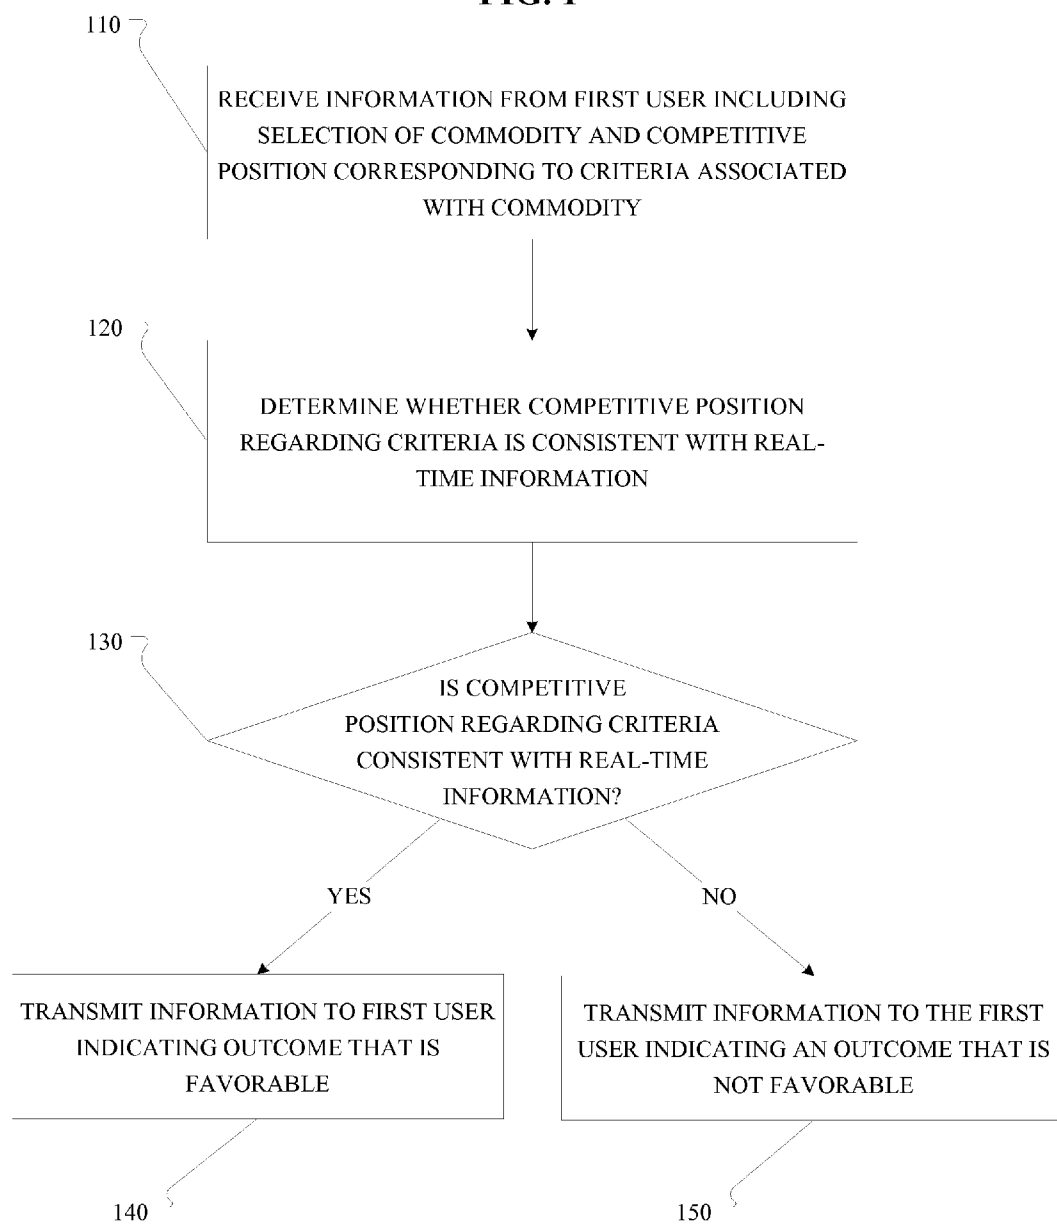 FIG. 1
110
RECEIVE INFORMATION FROM FIRST USER INCLUDING
SELECTION OF COMMODITY AND COMPETITIVE
POSITION CORRESPONDING TO CRITERIA ASSOCIATED
WITH COMMODITY
120
DETERMINE WHETHER COMPETITIVE POSITION
REGARDING CRITERIA IS CONSISTENT WITH REAL-
TIME INFORMATION
130
IS COMPETITIVE
POSITION REGARDING CRITERIA
CONSISTENT WITH REAL-TIME
INFORMATION?
YES
NO
TRANSMIT INFORMATION TO FIRST USER
INDICATING OUTCOME THAT IS
FAVORABLE
TRANSMIT INFORMATION TO THE FIRST
USER INDICATING AN OUTCOME THAT IS
NOT FAVORABLE
140
150